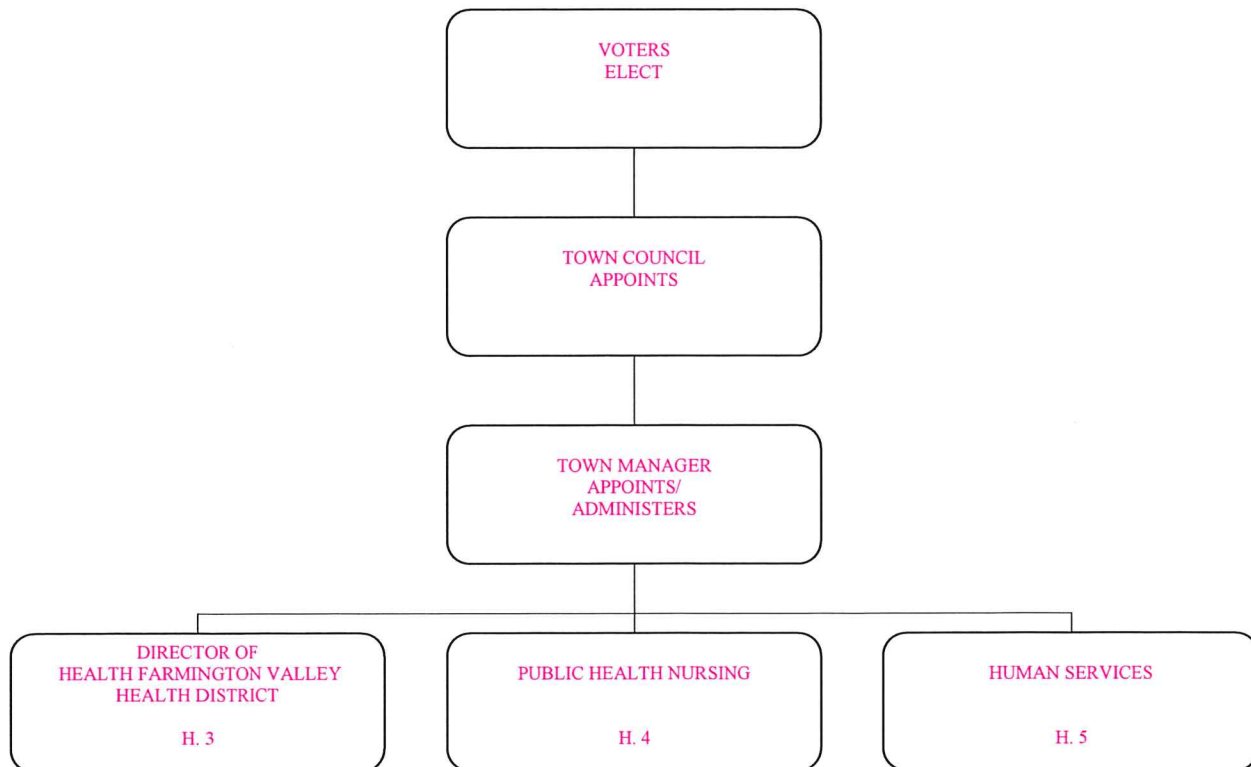 VOTERS
ELECT
TOWN COUNCIL
APPOINTS
TOWN MANAGER
APPOINTS/
ADMINISTERS
DIRECTOR OF
HEALTH FARMINGTON VALLEY
HEALTH DISTRICT
H. 3
PUBLIC HEALTH NURSING
H. 4
HUMAN SERVICES
H. 5